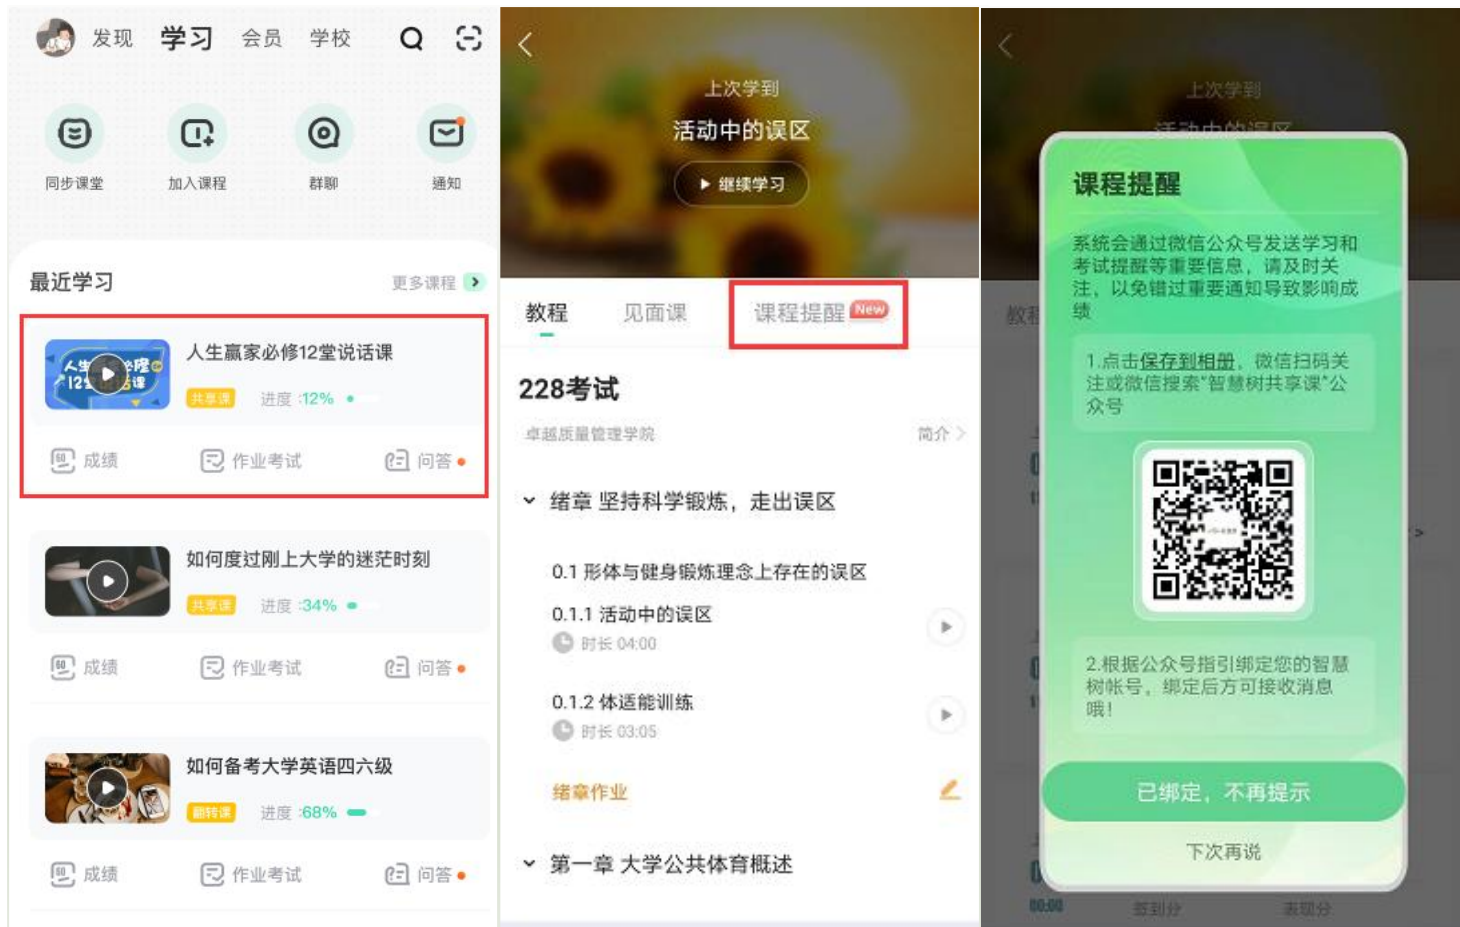 发现 学习 会员 学校
同步课堂 加入课程 群聊 通知
最近学习 更多课程
人生赢家必修12堂说话课
共享课 进度 :12%
成绩 作业考试 问答
如何度过刚上大学的迷茫时刻
共享课 进度 :34%
成绩 作业考试 问答
如何备考大学英语四六级
翻转课 进度 :68%
成绩 作业考试 问答
上次学到
活动中的误区
继续学习
教程 见面课 课程提醒 New
228考试
卓越质量管理学院 简介
绪章 坚持科学锻炼，走出误区
0.1 形体与健身锻炼理念上存在的误区
0.1.1 活动中的误区
时长 04:00
0.1.2 体适能训练
时长 03:05
绪章作业
第一章 大学公共体育概述
上次学到
活动中的误区
课程提醒
系统会通过微信公众号发送学习和
考试提醒等重要信息，请及时关
注，以免错过重要通知导致影响成
绩
1.点击保存到相册，微信扫码关
注或微信搜索“智慧树共享课”公
众号
2.根据公众号指引绑定您的智慧
树帐号，绑定后方可接收消息
哦！
已绑定，不再提示
下次再说
00:00 签到分 表现分